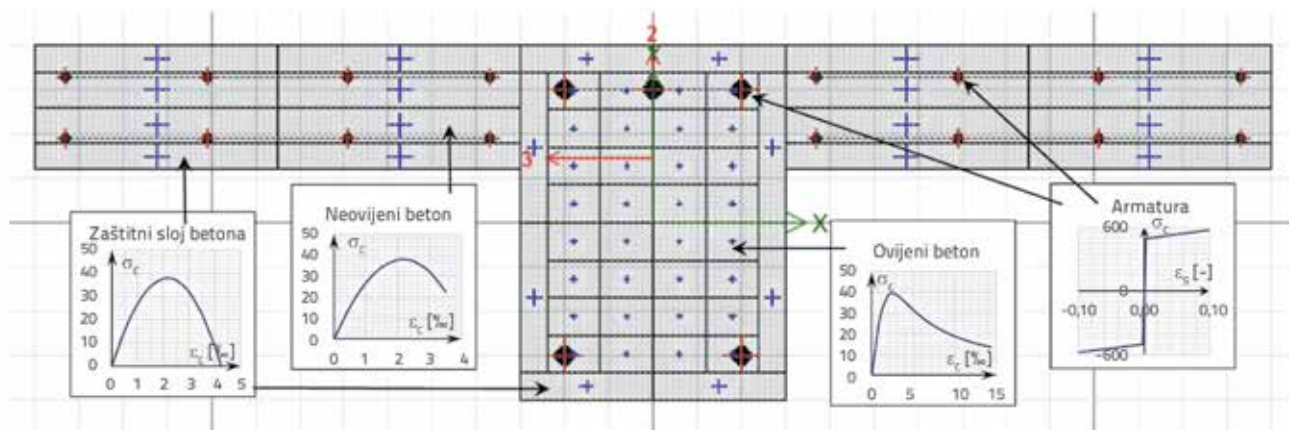 2
X
3
X
Zaštitni sloj betona
50
40
30
20
10
0
σc
εc [‰]
0 1 2 3 4 5
Neovijeni beton
50
40
30
20
10
0
σc
εc [‰]
0 1 2 3 4
Ovijeni beton
50
40
30
20
10
0
σc
εc [‰]
0 5 10 15
Armatura
600
σc
εs [-]
0
-0,10 0,00 0,10
-600